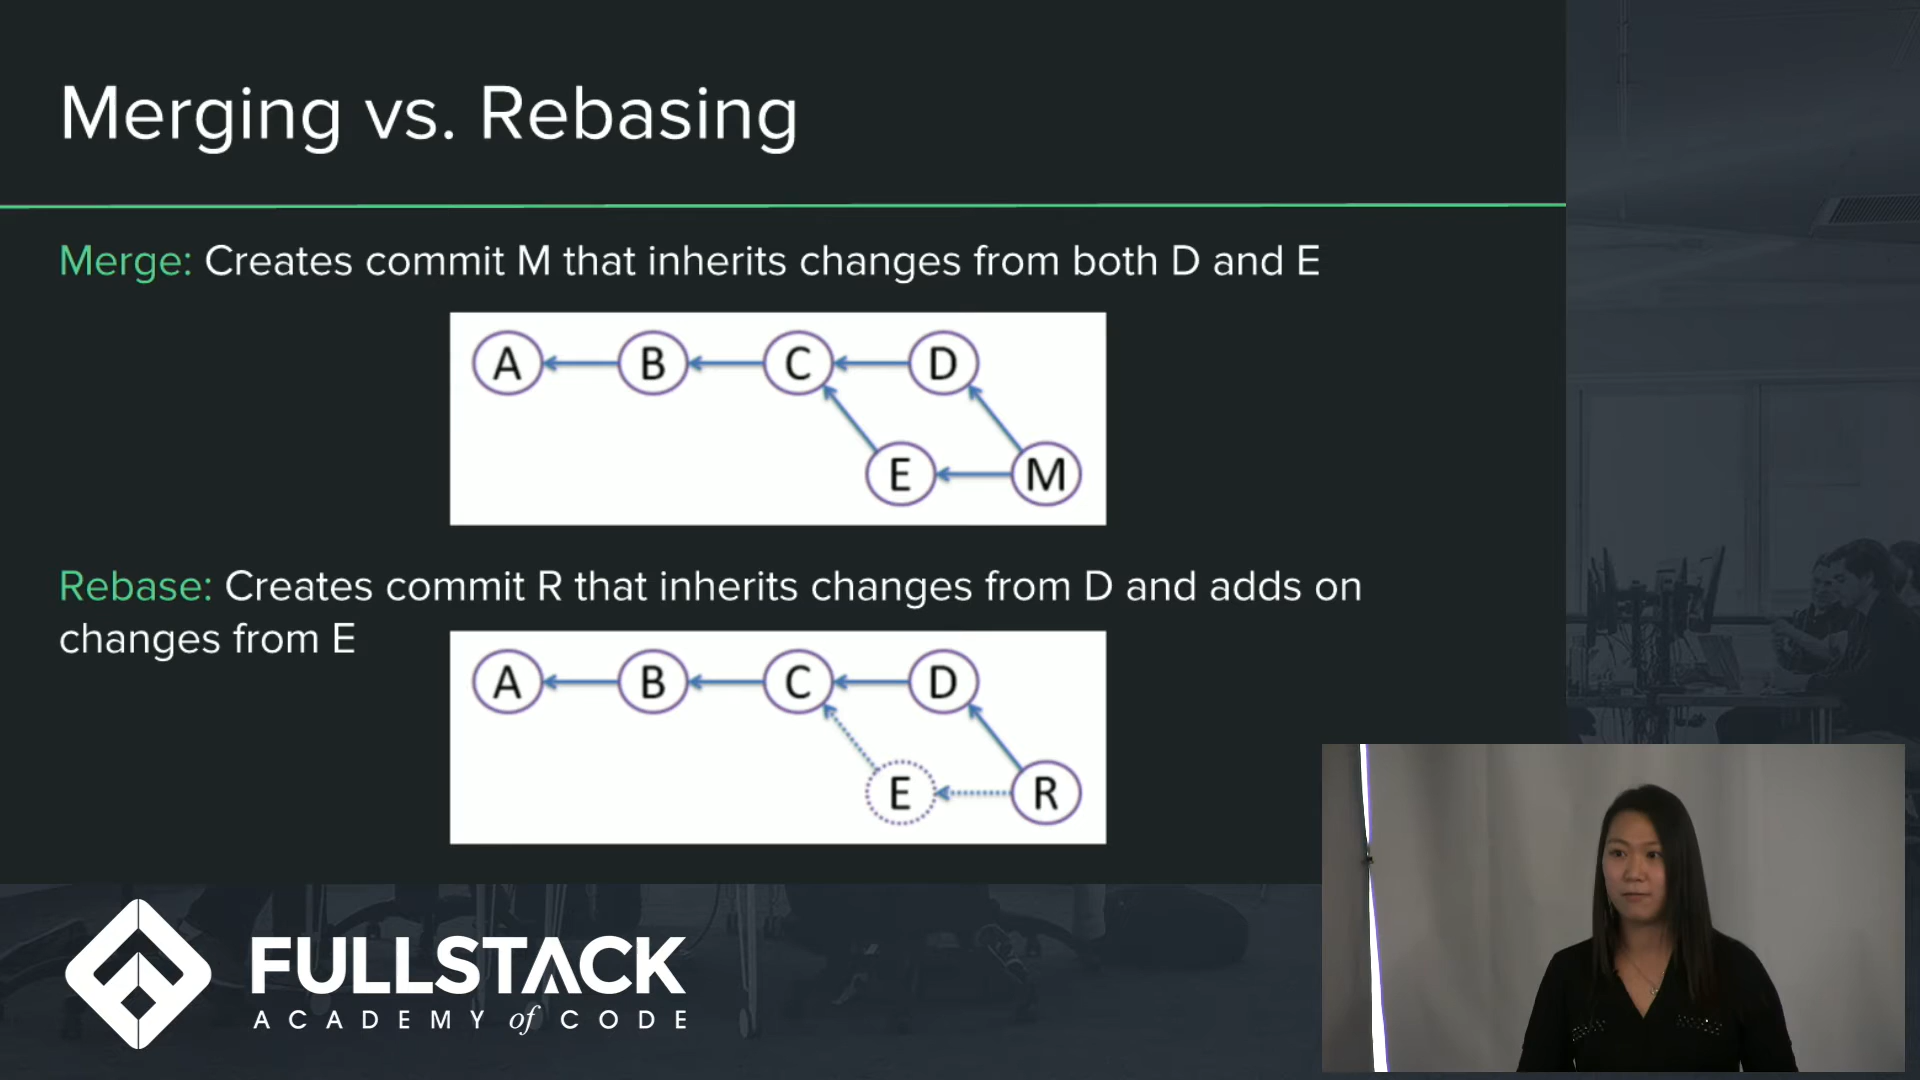 Merging vs. Rebasing
Merge: Creates commit M that inherits changes from both D and E
A B C D
E M
Rebase: Creates commit R that inherits changes from D and adds on
changes from E
A B C D
E R
FULLSTACK
ACADEMY of CODE